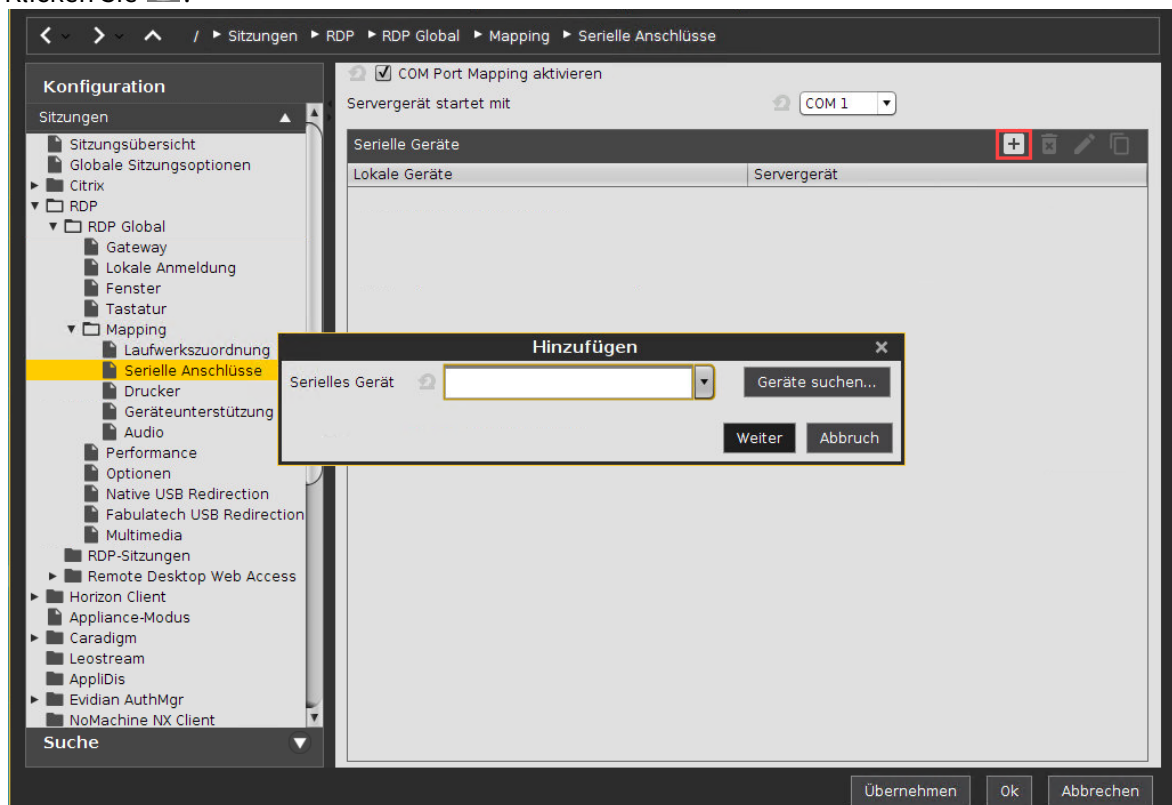 Klicken Sie
/ ▸ Sitzungen ▸ RDP ▸ RDP Global ▸ Mapping ▸ Serielle Anschlüsse
Konfiguration
Sitzungen
Sitzungsübersicht
Globale Sitzungsoptionen
Citrix
RDP
RDP Global
Gateway
Lokale Anmeldung
Fenster
Tastatur
Mapping
Laufwerkszuordnung
Serielle Anschlüsse
Drucker
Geräteunterstützung
Audio
Performance
Optionen
Native USB Redirection
Fabulatech USB Redirection
Multimedia
RDP-Sitzungen
Remote Desktop Web Access
Horizon Client
Appliance-Modus
Caradigm
Leostream
AppliDis
Evidian AuthMgr
NoMachine NX Client
Suche
COM Port Mapping aktivieren
Servergerät startet mit COM 1
Serielle Geräte
Lokale Geräte Servergerät
Hinzufügen
Serielles Gerät Geräte suchen...
Weiter Abbruch
Übernehmen Ok Abbrechen